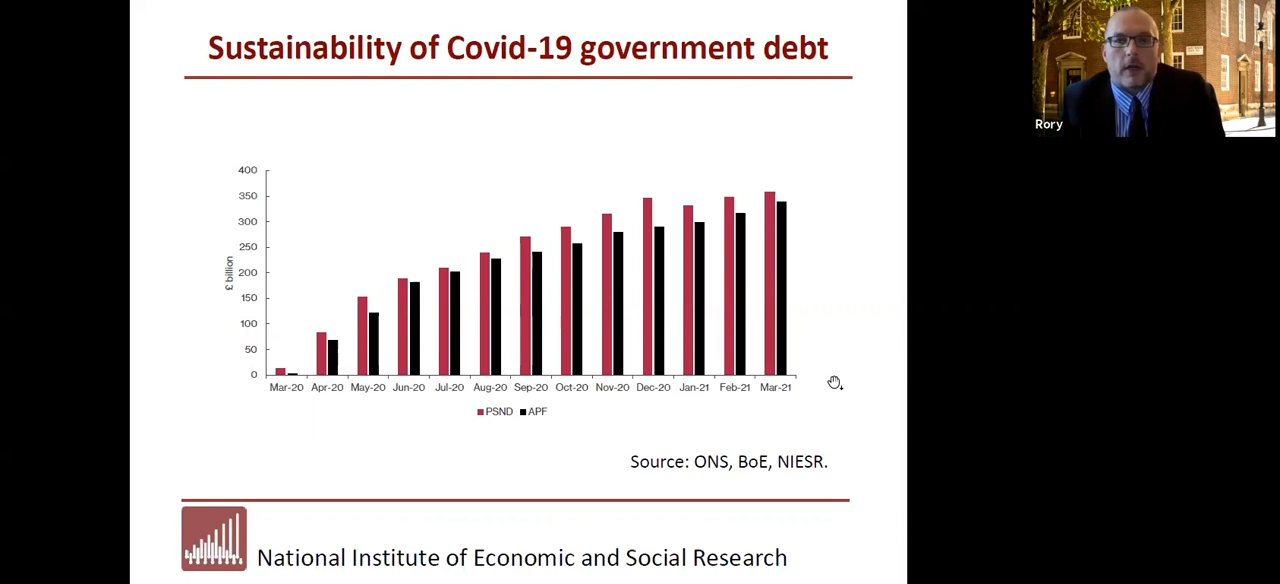 Sustainability of Covid-19 government debt
Rory
400
350
300
250
200
150
100
50
0
£ billion
Mar-20 Apr-20 May-20 Jun-20 Jul-20 Aug-20 Sep-20 Oct-20 Nov-20 Dec-20 Jan-21 Feb-21 Mar-21
PSND APF
Source: ONS, BoE, NIESR.
National Institute of Economic and Social Research